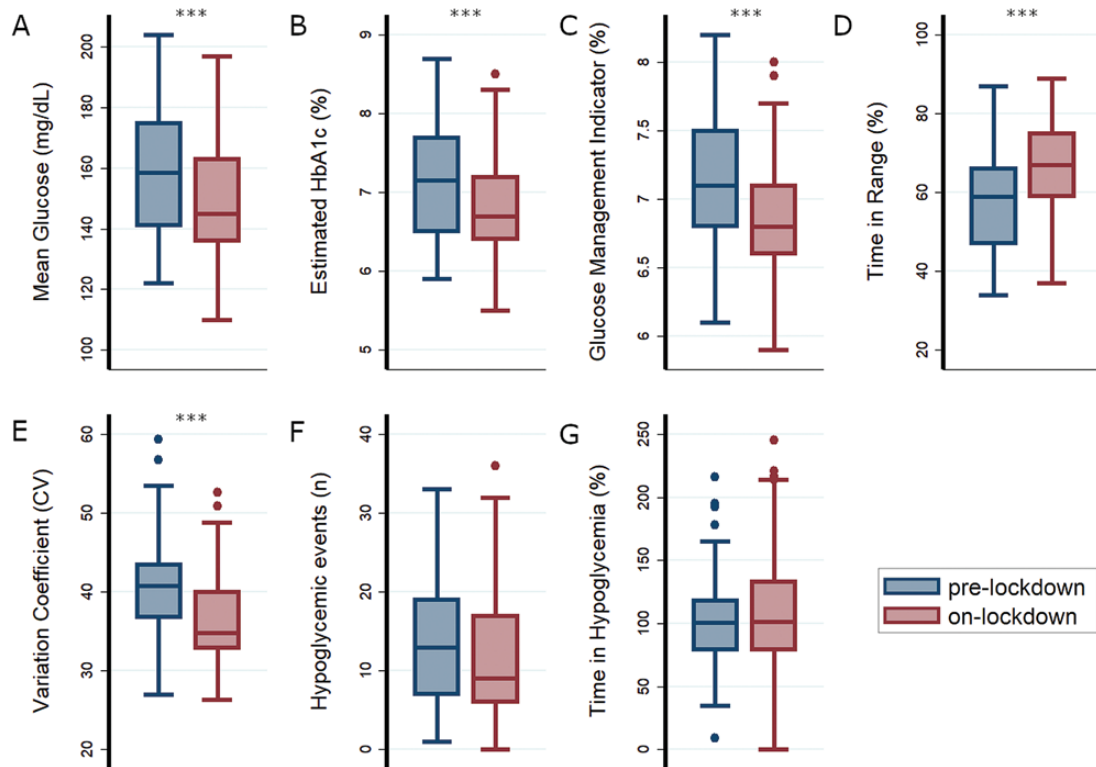 A
***
Mean Glucose (mg/dL)
200
180
160
140
120
100
B
***
Estimated HbA1c (%)
9
8
7
6
5
C
***
Glucose Management Indicator (%)
8
7.5
7
6.5
6
D
***
Time in Range (%)
100
80
60
40
20
E
***
Variation Coefficient (CV)
60
50
40
30
20
F
Hypoglycemic events (n)
40
30
20
10
0
G
Time in Hypoglycemia (%)
250
200
150
100
50
0
pre-lockdown
on-lockdown